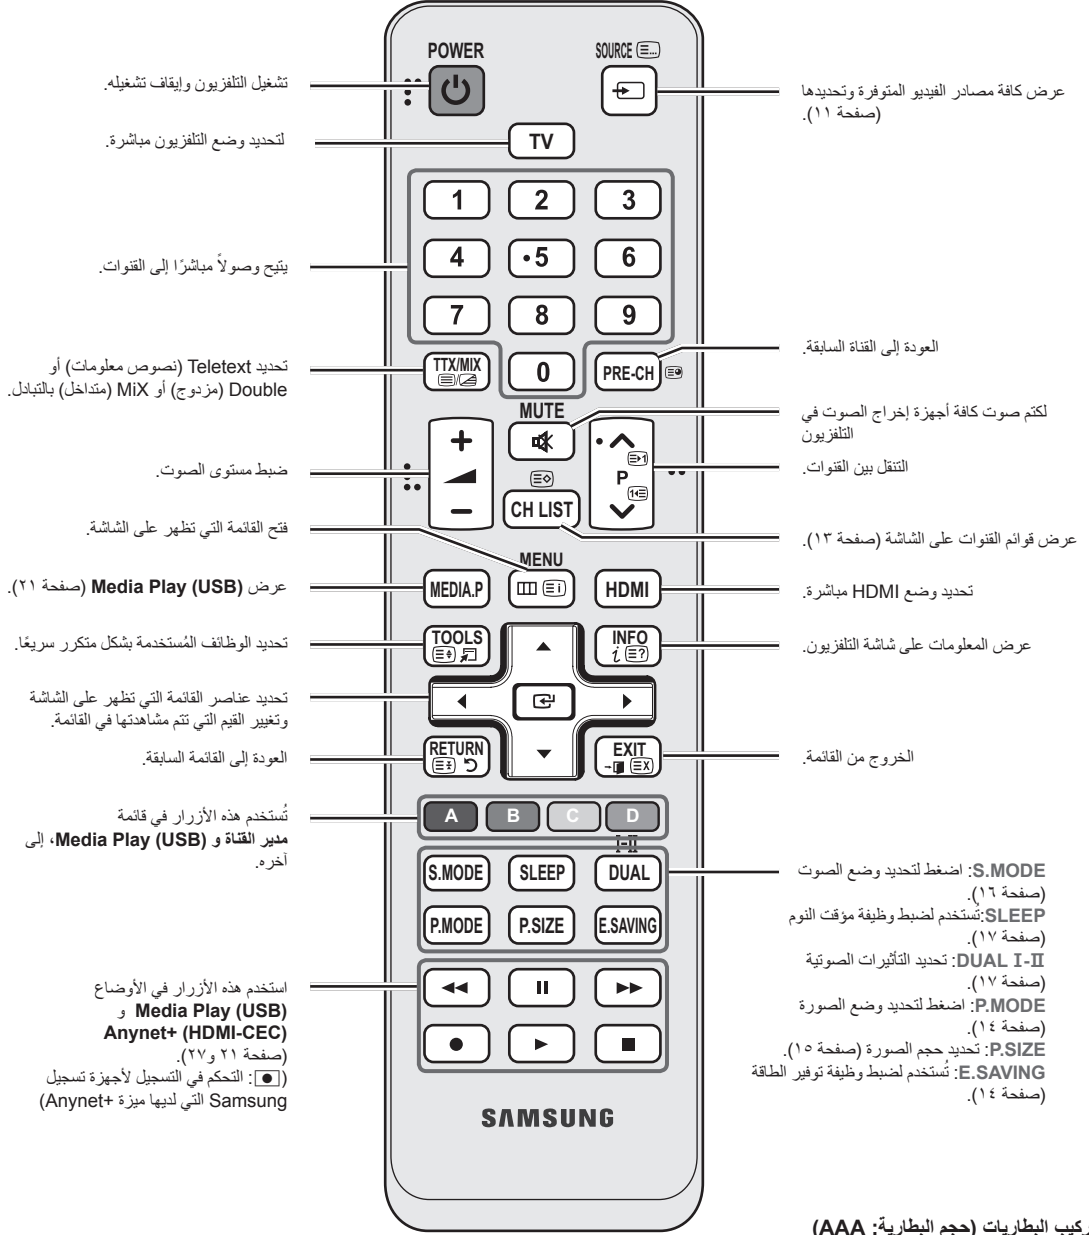 POWER
SOURCE
تشغيل التلفزيون وإيقاف تشغيله.
عرض كافة مصادر الفيديو المتوفرة وتحديدها
(صفحة ١١).
TV
لتحديد وضع التلفزيون مباشرة.
1 2 3
4 5 6
7 8 9
يتيح وصولاً مباشرًا إلى القنوات.
TTX/MIX
0
PRE-CH
العودة إلى القناة السابقة.
تحديد Teletext (نصوص معلومات) أو
Double (مزدوج) أو MiX (متداخل) بالتبادل.
MUTE
لكتم صوت كافة أجهزة إخراج الصوت في
التلفزيون
P
التنقل بين القنوات.
ضبط مستوى الصوت.
CH LIST
عرض قوائم القنوات على الشاشة (صفحة ١٣).
فتح القائمة التي تظهر على الشاشة.
MENU
MEDIA.P
HDMI
عرض Media Play (USB) (صفحة ٢١).
تحديد وضع HDMI مباشرة.
TOOLS
INFO
تحديد الوظائف المُستخدمة بشكل متكرر سريعًا.
عرض المعلومات على شاشة التلفزيون.
تحديد عناصر القائمة التي تظهر على الشاشة
وتغيير القيم التي تتم مشاهدتها في القائمة.
RETURN
EXIT
العودة إلى القائمة السابقة.
الخروج من القائمة.
A B C D
تُستخدم هذه الأزرار في قائمة
مدير القناة و Media Play (USB)، إلى
آخره.
I-II
S.MODE SLEEP DUAL
P.MODE P.SIZE E.SAVING
S.MODE: اضغط لتحديد وضع الصوت
(صفحة ١٦).
SLEEP:تُستخدم لضبط وظيفة مؤقت النوم
(صفحة ١٧).
DUAL I-II: تحديد التأثيرات الصوتية
(صفحة ١٧).
P.MODE: اضغط لتحديد وضع الصورة
(صفحة ١٤).
P.SIZE: تحديد حجم الصورة (صفحة ١٥).
E.SAVING: تُستخدم لضبط وظيفة توفير الطاقة
(صفحة ١٤).
استخدم هذه الأزرار في الأوضاع
Media Play (USB) و
Anynet+ (HDMI-CEC)
(صفحة ٢١ و٢٧).
(: التحكم في التسجيل لأجهزة تسجيل
Samsung التي لديها ميزة +Anynet)
SAMSUNG
ركيب البطاريات (حجم البطارية: AAA)